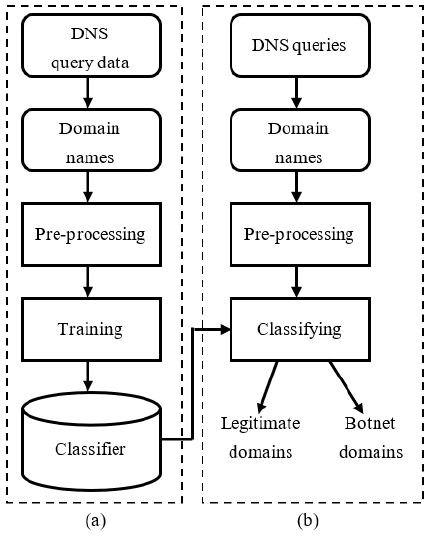 DNS
query data
Domain
names
Pre-processing
Training
Classifier
(a)
DNS queries
Domain
names
Pre-processing
Classifying
Legitimate
domains
Botnet
domains
(b)